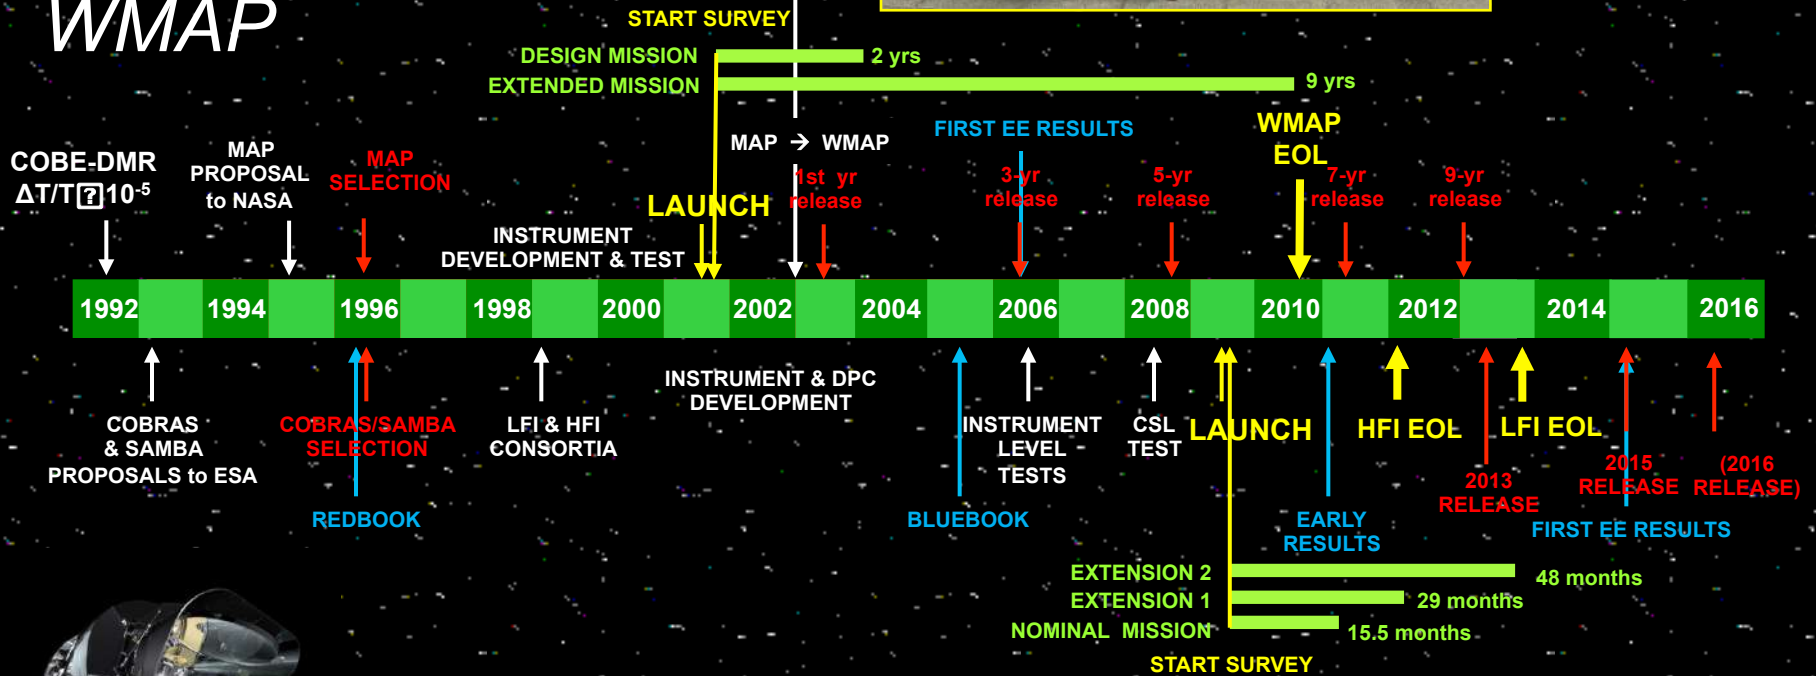 WMAP
START SURVEY
DESIGN MISSION 2 yrs
EXTENDED MISSION 9 yrs
COBE-DMR
ΔT/T 10-5
MAP
PROPOSAL
to NASA
MAP
SELECTION
INSTRUMENT
DEVELOPMENT & TEST
LAUNCH
MAP → WMAP
1st yr
release
FIRST EE RESULTS
3-yr
release
5-yr
release
WMAP
EOL
7-yr
release
9-yr
release
1992 1994 1996 1998 2000 2002 2004 2006 2008 2010 2012 2014 2016
COBRAS
& SAMBA
PROPOSALS to ESA
COBRAS/SAMBA
SELECTION
REDBOOK
LFI & HFI
CONSORTIA
INSTRUMENT & DPC
DEVELOPMENT
BLUEBOOK
INSTRUMENT
LEVEL
TESTS
CSL
TEST
LAUNCH
EARLY
RESULTS
HFI EOL
2013
RELEASE
LFI EOL
2015
RELEASE
FIRST EE RESULTS
(2016
RELEASE)
EXTENSION 2 48 months
EXTENSION 1 29 months
NOMINAL MISSION 15.5 months
START SURVEY